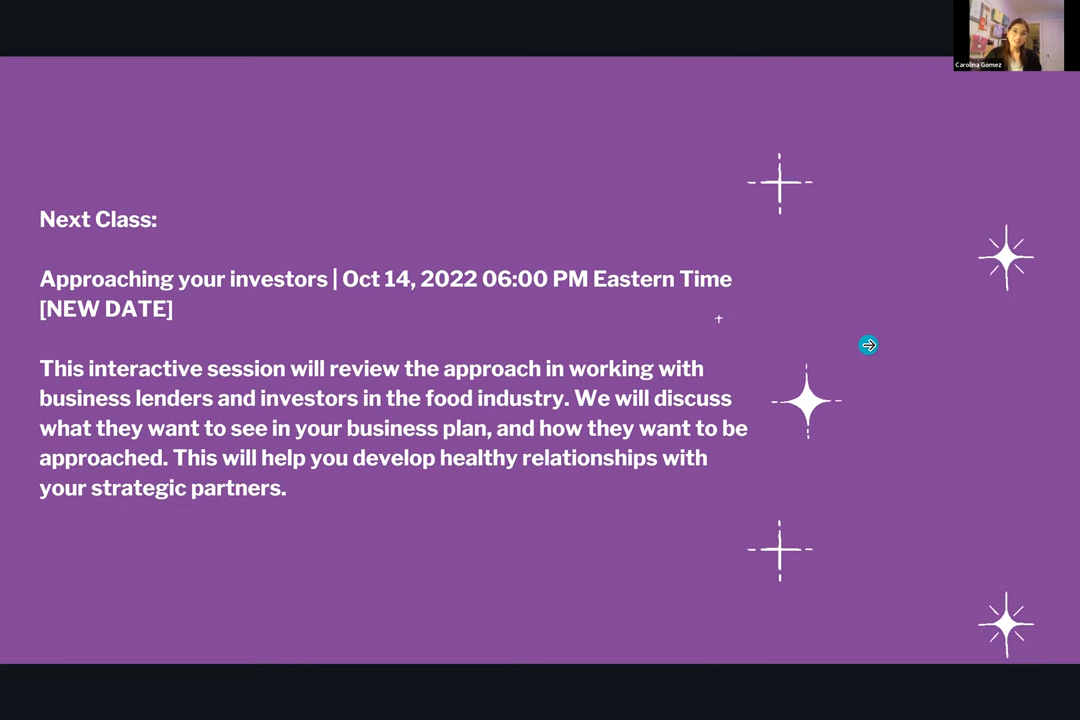 Carolina Gomez
Next Class:
Approaching your investors | Oct 14, 2022 06:00 PM Eastern Time
[NEW DATE]
This interactive session will review the approach in working with
business lenders and investors in the food industry. We will discuss
what they want to see in your business plan, and how they want to be
approached. This will help you develop healthy relationships with
your strategic partners.